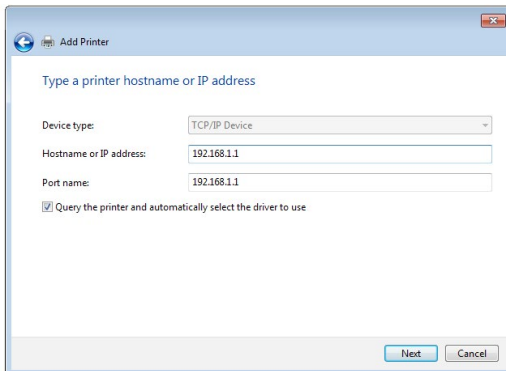 Add Printer
Type a printer hostname or IP address
Device type: TCP/IP Device
Hostname or IP address: 192.168.1.1
Port name: 192.168.1.1
Query the printer and automatically select the driver to use
Next Cancel